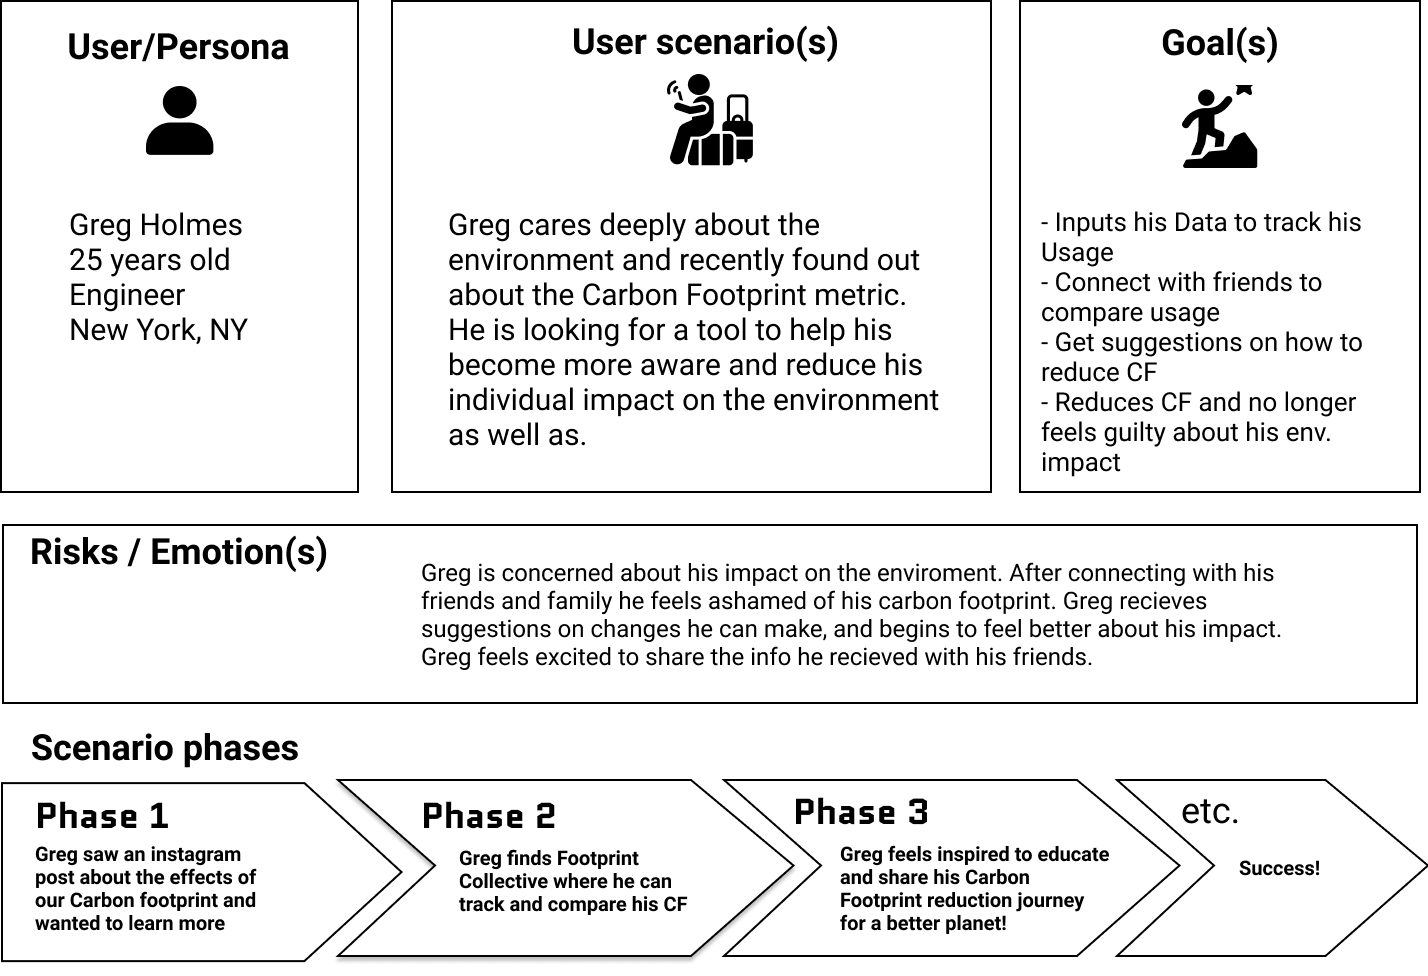 User/Persona
Greg Holmes
25 years old
Engineer
New York, NY
User scenario(s)
Greg cares deeply about the
environment and recently found out
about the Carbon Footprint metric.
He is looking for a tool to help his
become more aware and reduce his
individual impact on the environment
as well as.
Goal(s)
- Inputs his Data to track his
Usage
- Connect with friends to
compare usage
- Get suggestions on how to
reduce CF
- Reduces CF and no longer
feels guilty about his env.
impact
Risks / Emotion(s)
Greg is concerned about his impact on the enviroment. After connecting with his
friends and family he feels ashamed of his carbon footprint. Greg recieves
suggestions on changes he can make, and begins to feel better about his impact.
Greg feels excited to share the info he recieved with his friends.
Scenario phases
Phase 1
Greg saw an instagram
post about the effects of
our Carbon footprint and
wanted to learn more
Phase 2
Greg finds Footprint
Collective where he can
track and compare his CF
Phase 3
Greg feels inspired to educate
and share his Carbon
Footprint reduction journey
for a better planet!
etc.
Success!